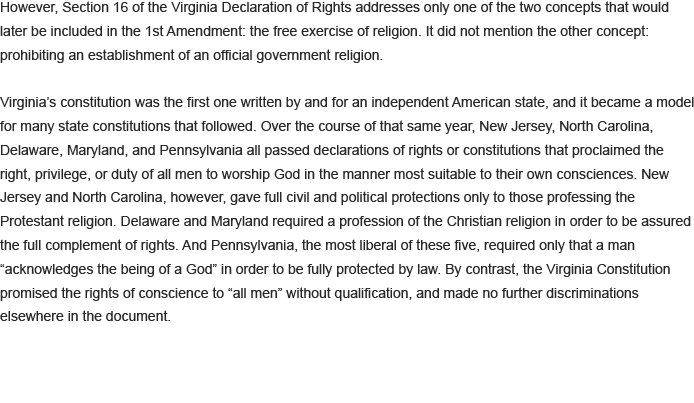 However, Section 16 of the Virginia Declaration of Rights addresses only one of the two concepts that would
later be included in the 1st Amendment: the free exercise of religion. It did not mention the other concept:
prohibiting an establishment of an official government religion.
Virginia’s constitution was the first one written by and for an independent American state, and it became a model
for many state constitutions that followed. Over the course of that same year, New Jersey, North Carolina,
Delaware, Maryland, and Pennsylvania all passed declarations of rights or constitutions that proclaimed the
right, privilege, or duty of all men to worship God in the manner most suitable to their own consciences. New
Jersey and North Carolina, however, gave full civil and political protections only to those professing the
Protestant religion. Delaware and Maryland required a profession of the Christian religion in order to be assured
the full complement of rights. And Pennsylvania, the most liberal of these five, required only that a man
“acknowledges the being of a God” in order to be fully protected by law. By contrast, the Virginia Constitution
promised the rights of conscience to “all men” without qualification, and made no further discriminations
elsewhere in the document.